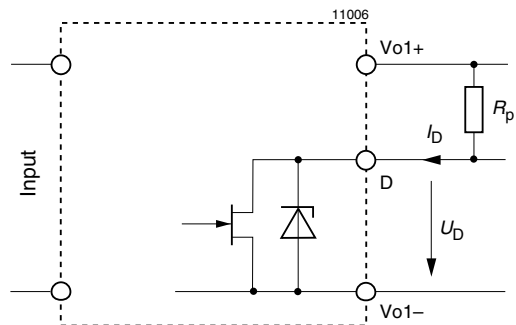 11006
Vo1+
Rp
ID
Input
D
UD
Vo1–